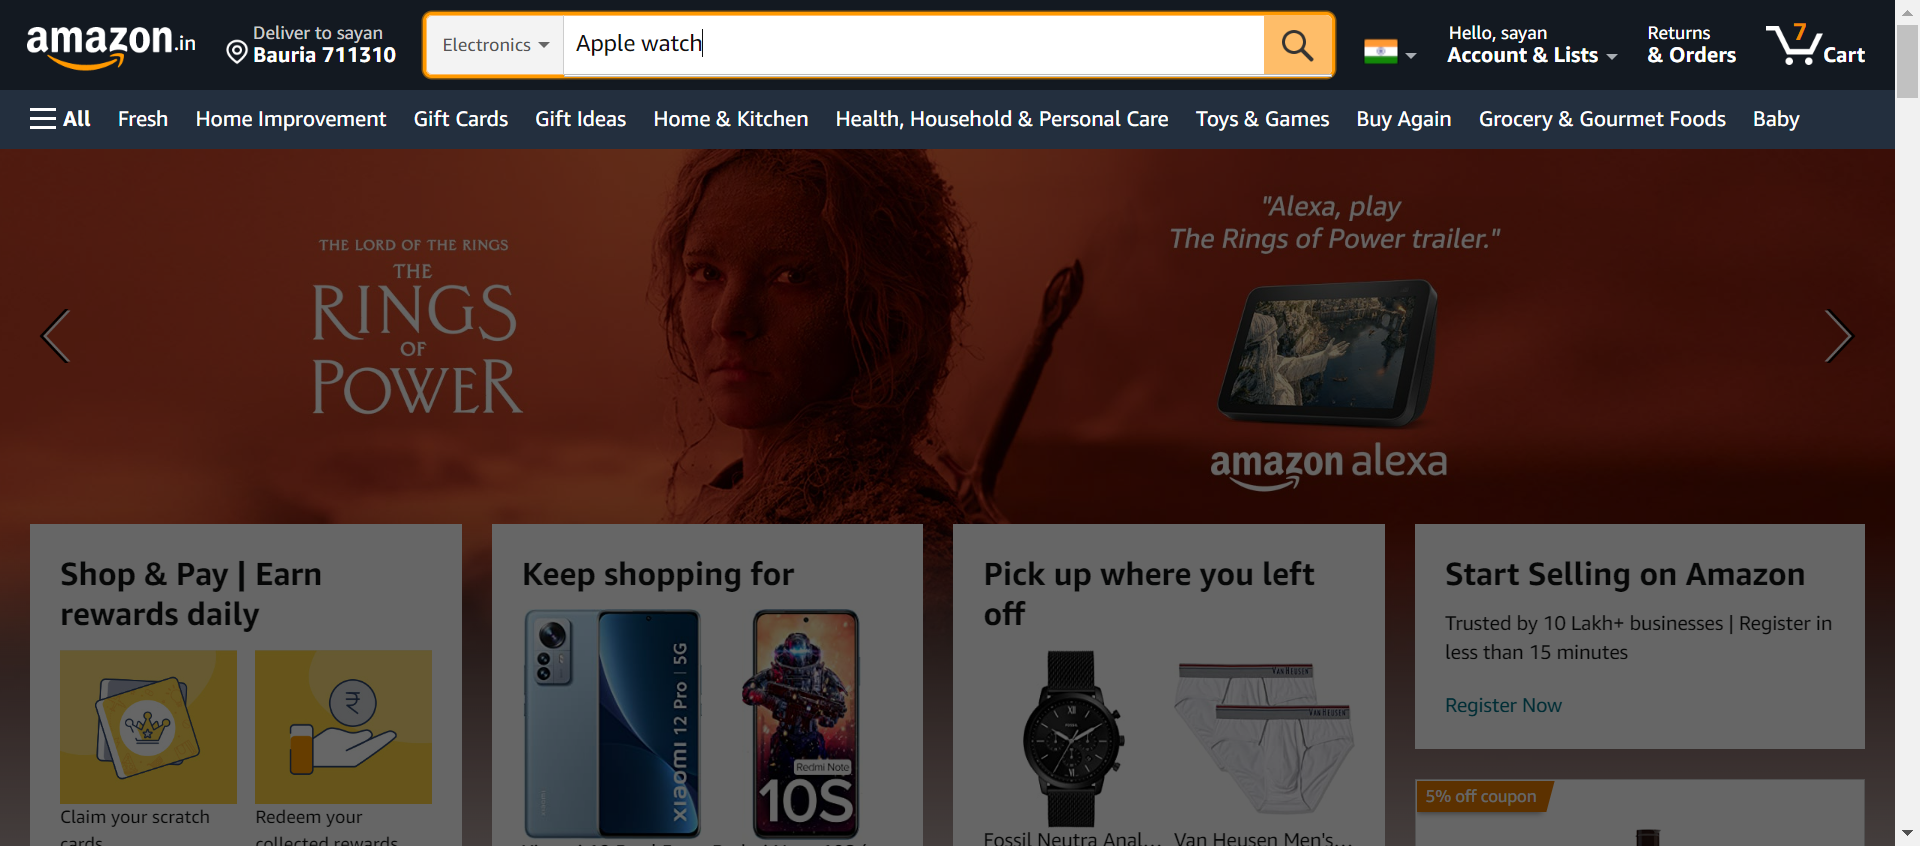 amazon.in
Deliver to sayan
Bauria 711310
Electronics
Apple watch
Hello, sayan
Account & Lists
Returns
& Orders
7
Cart
All
Fresh
Home Improvement
Gift Cards
Gift Ideas
Home & Kitchen
Health, Household & Personal Care
Toys & Games
Buy Again
Grocery & Gourmet Foods
Baby
THE LORD OF THE RINGS
THE
RINGS
OF
POWER
"Alexa, play
The Rings of Power trailer."
amazon alexa
Shop & Pay | Earn
rewards daily
Claim your scratch
cards
Redeem your
collected rewards
Keep shopping for
xiaomi 12 Pro | 5G
Redmi Note
10S
Pick up where you left
off
FOSSIL
VAN HEUSEN
VAN HEUSEN
Fossil Neutra Anal...
Van Heusen Men's...
Start Selling on Amazon
Trusted by 10 Lakh+ businesses | Register in
less than 15 minutes
Register Now
5% off coupon